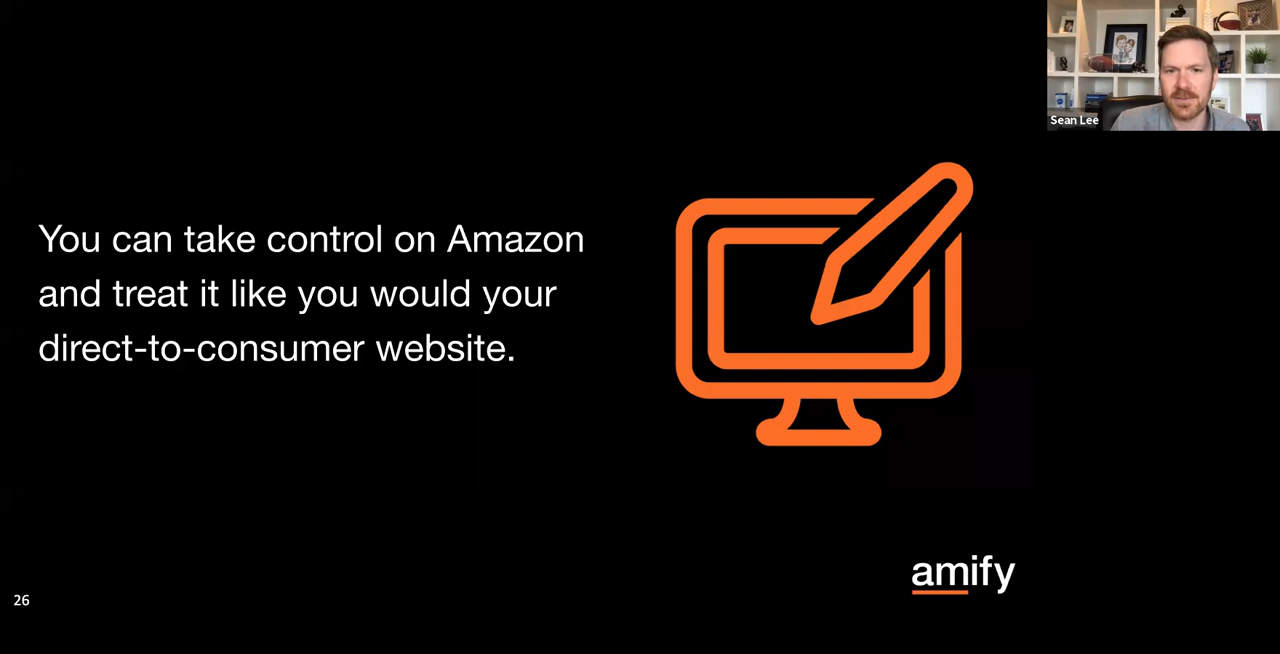 Sean Lee
You can take control on Amazon
and treat it like you would your
direct-to-consumer website.
amify
26